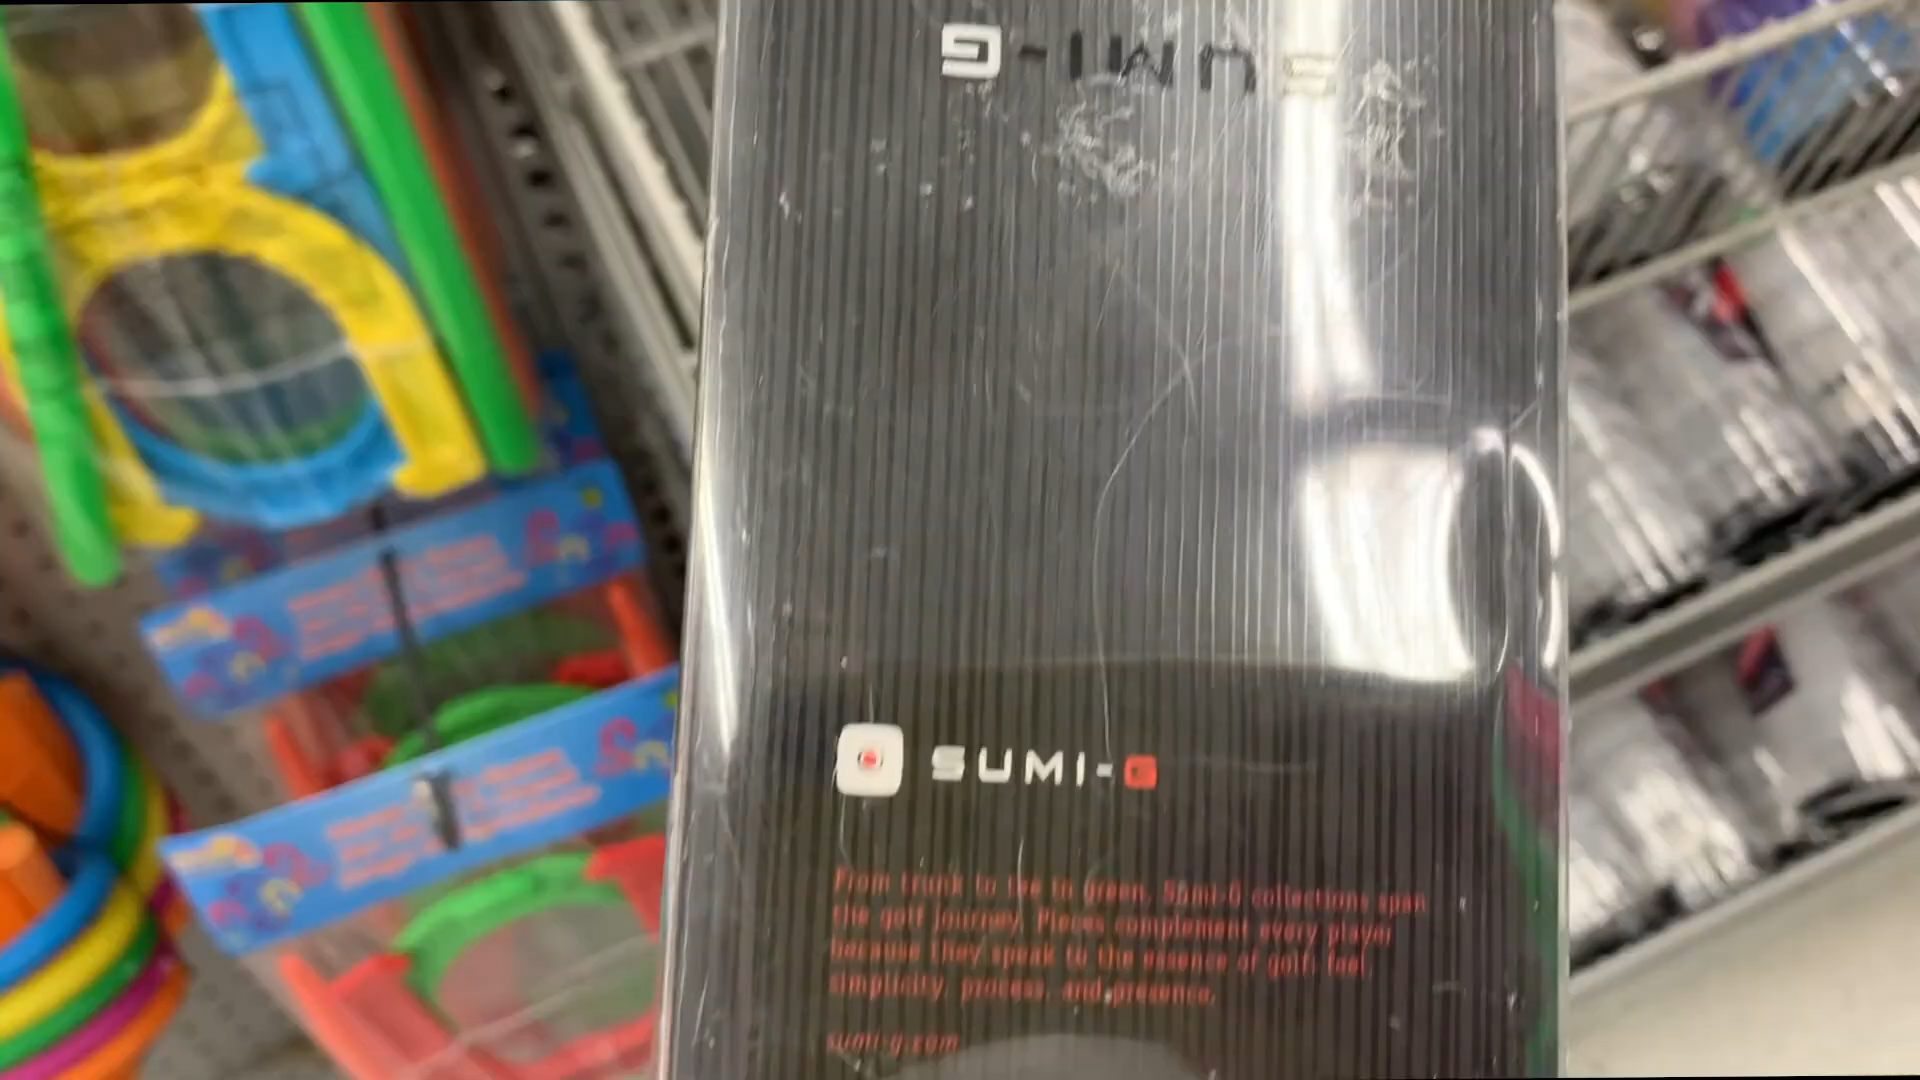 SUMI-G
SUMI-G
From trunk to tee to green, Sumi-G collections span
the golf journey. Pieces complement every player
because they speak to the essence of golf: feel,
simplicity, process, and presence.
sumi-g.com